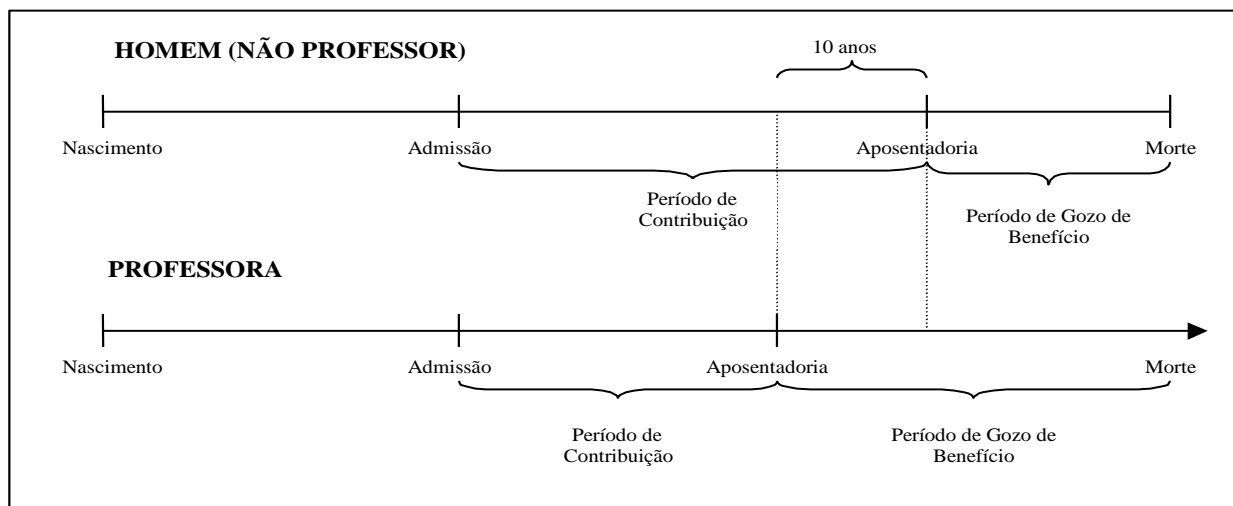 HOMEM (NÃO PROFESSOR)
10 anos
Nascimento
Admissão
Aposentadoria
Morte
Período de
Contribuição
Período de Gozo de
Benefício
PROFESSORA
Nascimento
Admissão
Aposentadoria
Morte
Período de
Contribuição
Período de Gozo de
Benefício